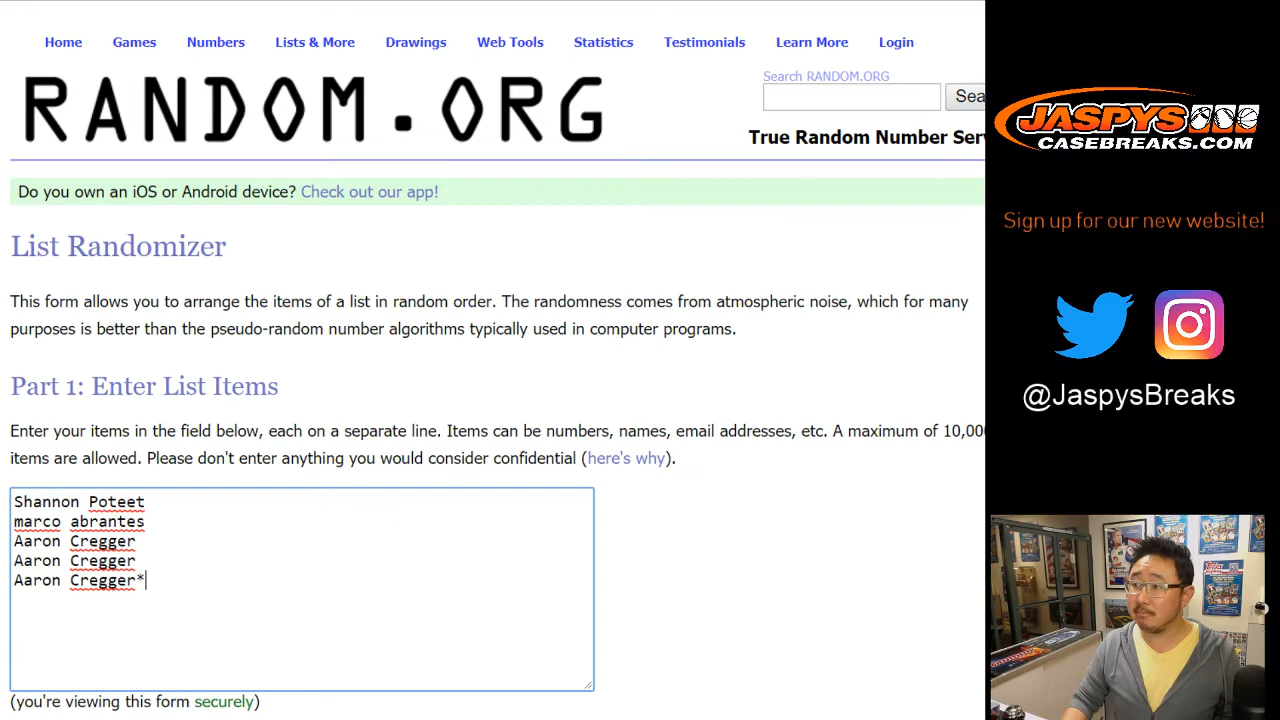 Home Games Numbers Lists & More Drawings Web Tools Statistics Testimonials Learn More Login
RANDOM.ORG
Search RANDOM.ORG
Sea
True Random Number Ser
Do you own an iOS or Android device? Check out our app!
List Randomizer
This form allows you to arrange the items of a list in random order. The randomness comes from atmospheric noise, which for many
purposes is better than the pseudo-random number algorithms typically used in computer programs.
Part 1: Enter List Items
Enter your items in the field below, each on a separate line. Items can be numbers, names, email addresses, etc. A maximum of 10,00
items are allowed. Please don't enter anything you would consider confidential (here's why).
Shannon Poteet
marco abrantes
Aaron Cregger
Aaron Cregger
Aaron Cregger*
(you're viewing this form securely)
JASPYS
CASEBREAKS.COM
Sign up for our new website!
@JaspysBreaks